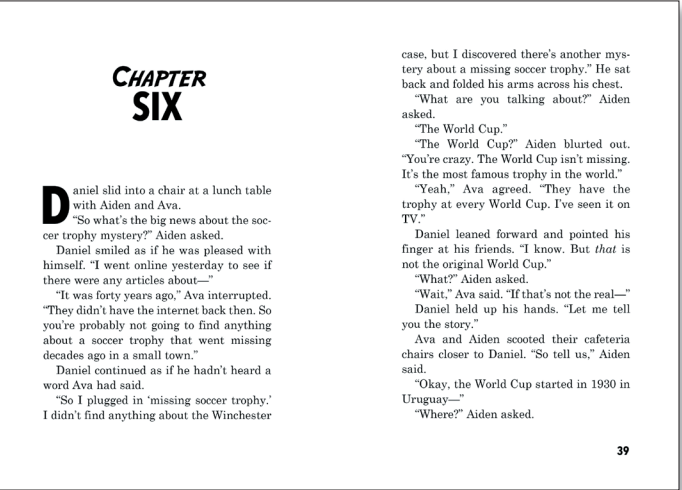 CHAPTER
SIX
Daniel slid into a chair at a lunch table
with Aiden and Ava.
“So what’s the big news about the soc-
cer trophy mystery?” Aiden asked.
Daniel smiled as if he was pleased with
himself. “I went online yesterday to see if
there were any articles about—”
“It was forty years ago,” Ava interrupted.
“They didn’t have the internet back then. So
you’re probably not going to find anything
about a soccer trophy that went missing
decades ago in a small town.”
Daniel continued as if he hadn’t heard a
word Ava had said.
“So I plugged in ‘missing soccer trophy.’
I didn’t find anything about the Winchester
case, but I discovered there’s another mys-
tery about a missing soccer trophy.” He sat
back and folded his arms across his chest.
“What are you talking about?” Aiden
asked.
“The World Cup.”
“The World Cup?” Aiden blurted out.
“You’re crazy. The World Cup isn’t missing.
It’s the most famous trophy in the world.”
“Yeah,” Ava agreed. “They have the
trophy at every World Cup. I’ve seen it on
TV.”
Daniel leaned forward and pointed his
finger at his friends. “I know. But that is
not the original World Cup.”
“What?” Aiden asked.
“Wait,” Ava said. “If that’s not the real—”
Daniel held up his hands. “Let me tell
you the story.”
Ava and Aiden scooted their cafeteria
chairs closer to Daniel. “So tell us,” Aiden
said.
“Okay, the World Cup started in 1930 in
Uruguay—”
“Where?” Aiden asked.
39